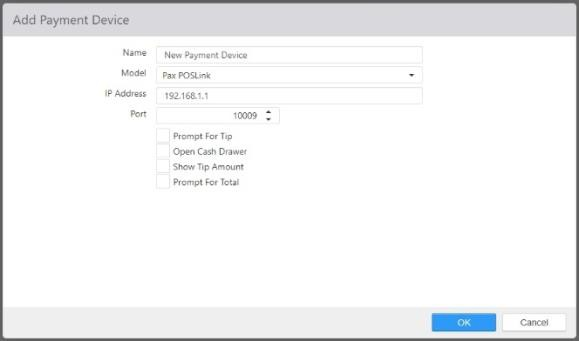 Add Payment Device
Name New Payment Device
Model Pax POSLink
IP Address 192.168.1.1
Port 10009
Prompt For Tip
Open Cash Drawer
Show Tip Amount
Prompt For Total
OK Cancel